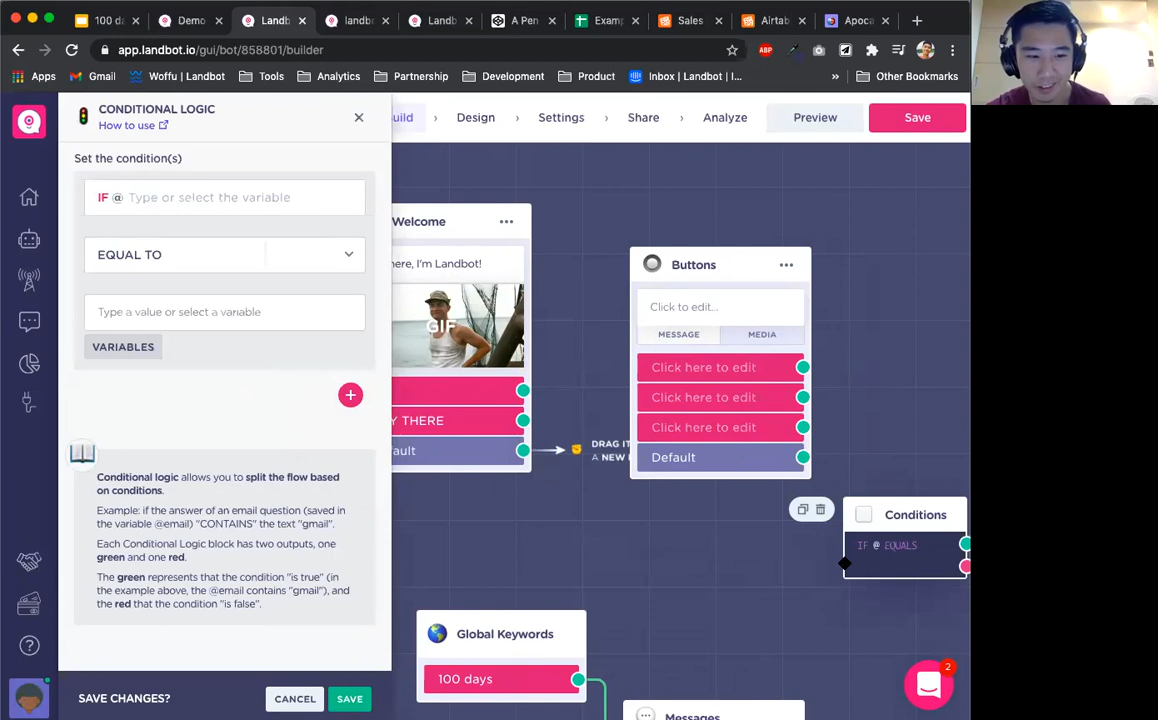 100 da
Demo
Landb
landbo
Landb
A Pen
Examp
Sales
Airtab
Apoca
app.landbot.io/gui/bot/858801/builder
Apps
Gmail
Woffu | Landbot
Tools
Analytics
Partnership
Development
Product
Inbox | Landbot | I...
»
Other Bookmarks
CONDITIONAL LOGIC
How to use
Build
Design
Settings
Share
Analyze
Preview
Save
Set the condition(s)
IF @ Type or select the variable
EQUAL TO
Type a value or select a variable
VARIABLES
Conditional logic allows you to split the flow based
on conditions.
Example: if the answer of an email question (saved in
the variable @email) "CONTAINS" the text "gmail".
Each Conditional Logic block has two outputs, one
green and one red.
The green represents that the condition "is true" (in
the example above, the @email contains "gmail"), and
the red that the condition "is false".
SAVE CHANGES?
CANCEL
SAVE
Welcome
here, I'm Landbot!
GIF
Y THERE
fault
DRAG IT
A NEW
Buttons
Click to edit...
MESSAGE
MEDIA
Click here to edit
Click here to edit
Click here to edit
Default
Conditions
IF @ EQUALS
Global Keywords
100 days
Messages
2